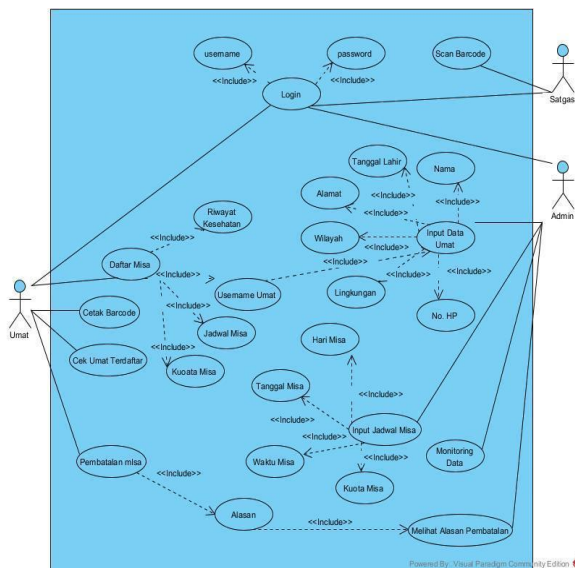 username
password
Scan Barcode
<<Include>>
<<Include>>
Login
Satgas
Tanggal Lahir
Nama
Alamat
<<Include>>
Admin
Riwayat
Kesehatan
<<Include>>
<<Include>>
<<Include>>
Wilayah
<<Include>>
Input Data
Umat
Daftar Misa
<<Include>>
<<Include>>
<<Include>>
Username Umat
Lingkungan
<<Include>>
Umat
Cetak Barcode
<<Include>>
No. HP
Jadwal Misa
Hari Misa
Cek Umat Terdaftar
<<Include>>
Kuoata Misa
<<Include>>
Tanggal Misa
<<Include>>
Input Jadwal Misa
<<Include>>
Pembatalan mIsa
Waktu Misa
<<Include>>
Monitoring
Data
<<Include>>
Kuota Misa
Alasan
<<Include>>
Melihat Alasan Pembatalan
Powered By: Visual Paradigm Community Edition